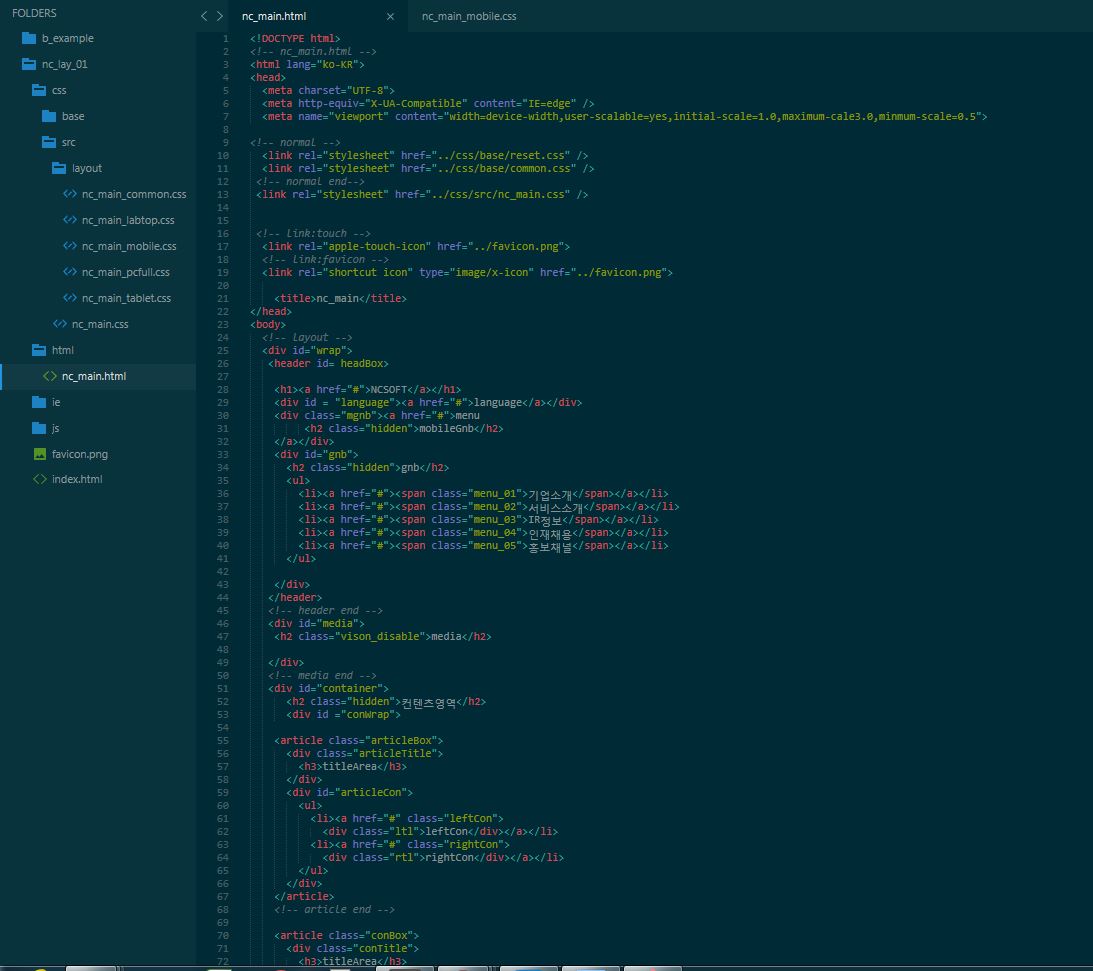 FOLDERS
b_example
nc_lay_01
css
base
src
layout
nc_main_common.css
nc_main_labtop.css
nc_main_mobile.css
nc_main_pcfull.css
nc_main_tablet.css
nc_main.css
html
nc_main.html
ie
js
favicon.png
index.html
nc_main.html × nc_main_mobile.css
1 <!DOCTYPE html>
2 <!-- nc_main.html -->
3 <html lang="ko-KR">
4 <head>
5 <meta charset="UTF-8">
6 <meta http-equiv="X-UA-Compatible" content="IE=edge" />
7 <meta name="viewport" content="width=device-width,user-scalable=yes,initial-scale=1.0,maximum-cale3.0,minmum-scale=0.5">
8
9 <!-- normal -->
10 <link rel="stylesheet" href="../css/base/reset.css" />
11 <link rel="stylesheet" href="../css/base/common.css" />
12 <!-- normal end-->
13 <link rel="stylesheet" href="../css/src/nc_main.css" />
14
15
16 <!-- link:touch -->
17 <link rel="apple-touch-icon" href="../favicon.png">
18 <!-- link:favicon -->
19 <link rel="shortcut icon" type="image/x-icon" href="../favicon.png">
20
21 <title>nc_main</title>
22 </head>
23 <body>
24 <!-- layout -->
25 <div id="wrap">
26 <header id= headBox>
27
28 <h1><a href="#">NCSOFT</a></h1>
29 <div id = "language"><a href="#">language</a></div>
30 <div class="mgnb"><a href="#">menu
31 <h2 class="hidden">mobileGnb</h2>
32 </a></div>
33 <div id="gnb">
34 <h2 class="hidden">gnb</h2>
35 <ul>
36 <li><a href="#"><span class="menu_01">기업소개</span></a></li>
37 <li><a href="#"><span class="menu_02">서비스소개</span></a></li>
38 <li><a href="#"><span class="menu_03">IR정보</span></a></li>
39 <li><a href="#"><span class="menu_04">인재채용</span></a></li>
40 <li><a href="#"><span class="menu_05">홍보채널</span></a></li>
41 </ul>
42
43 </div>
44 </header>
45 <!-- header end -->
46 <div id="media">
47 <h2 class="vison_disable">media</h2>
48
49 </div>
50 <!-- media end -->
51 <div id="container">
52 <h2 class="hidden">컨텐츠영역</h2>
53 <div id ="conWrap">
54
55 <article class="articleBox">
56 <div class="articleTitle">
57 <h3>titleArea</h3>
58 </div>
59 <div id="articleCon">
60 <ul>
61 <li><a href="#" class="leftCon">
62 <div class="ltl">leftCon</div></a></li>
63 <li><a href="#" class="rightCon">
64 <div class="rtl">rightCon</div></a></li>
65 </ul>
66 </div>
67 </article>
68 <!-- article end -->
69
70 <article class="conBox">
71 <div class="conTitle">
72 <h3>titleArea</h3>